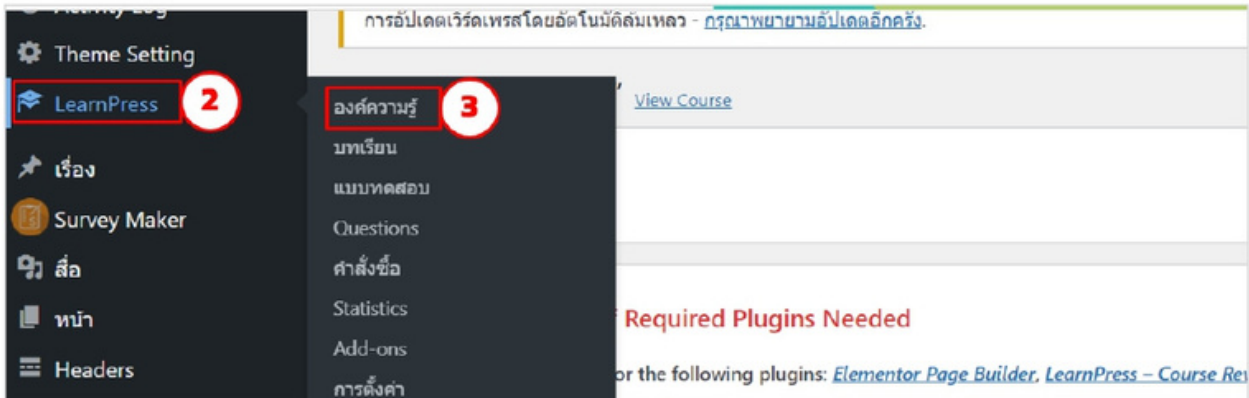 Activity Log
การอัปเดตเวิร์ดเพรสโดยอัตโนมัติล้มเหลว - กรุณาพยายามอัปเดตอีกครั้ง.
Theme Setting
LearnPress 2
องค์ความรู้ 3
View Course
บทเรียน
เรื่อง
แบบทดสอบ
Survey Maker
Questions
สื่อ
คำสั่งซื้อ
Statistics
หน้า
Required Plugins Needed
Add-ons
Headers
การตั้งค่า
or the following plugins: Elementor Page Builder, LearnPress – Course Rev